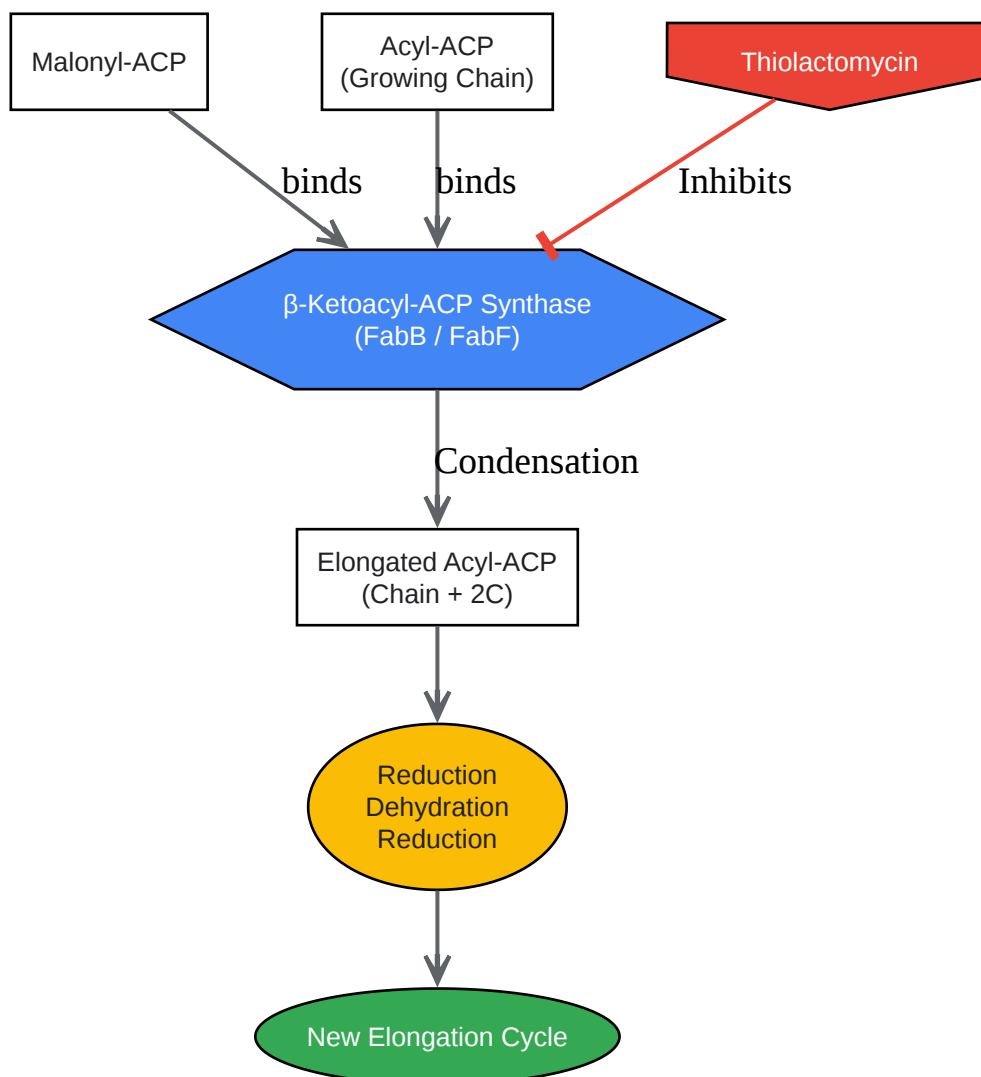 Malonyl-ACP
Acyl-ACP
(Growing Chain)
Thiolactomycin
binds
binds
Inhibits
β-Ketoacyl-ACP Synthase
(FabB / FabF)
Condensation
Elongated Acyl-ACP
(Chain + 2C)
Reduction
Dehydration
Reduction
New Elongation Cycle